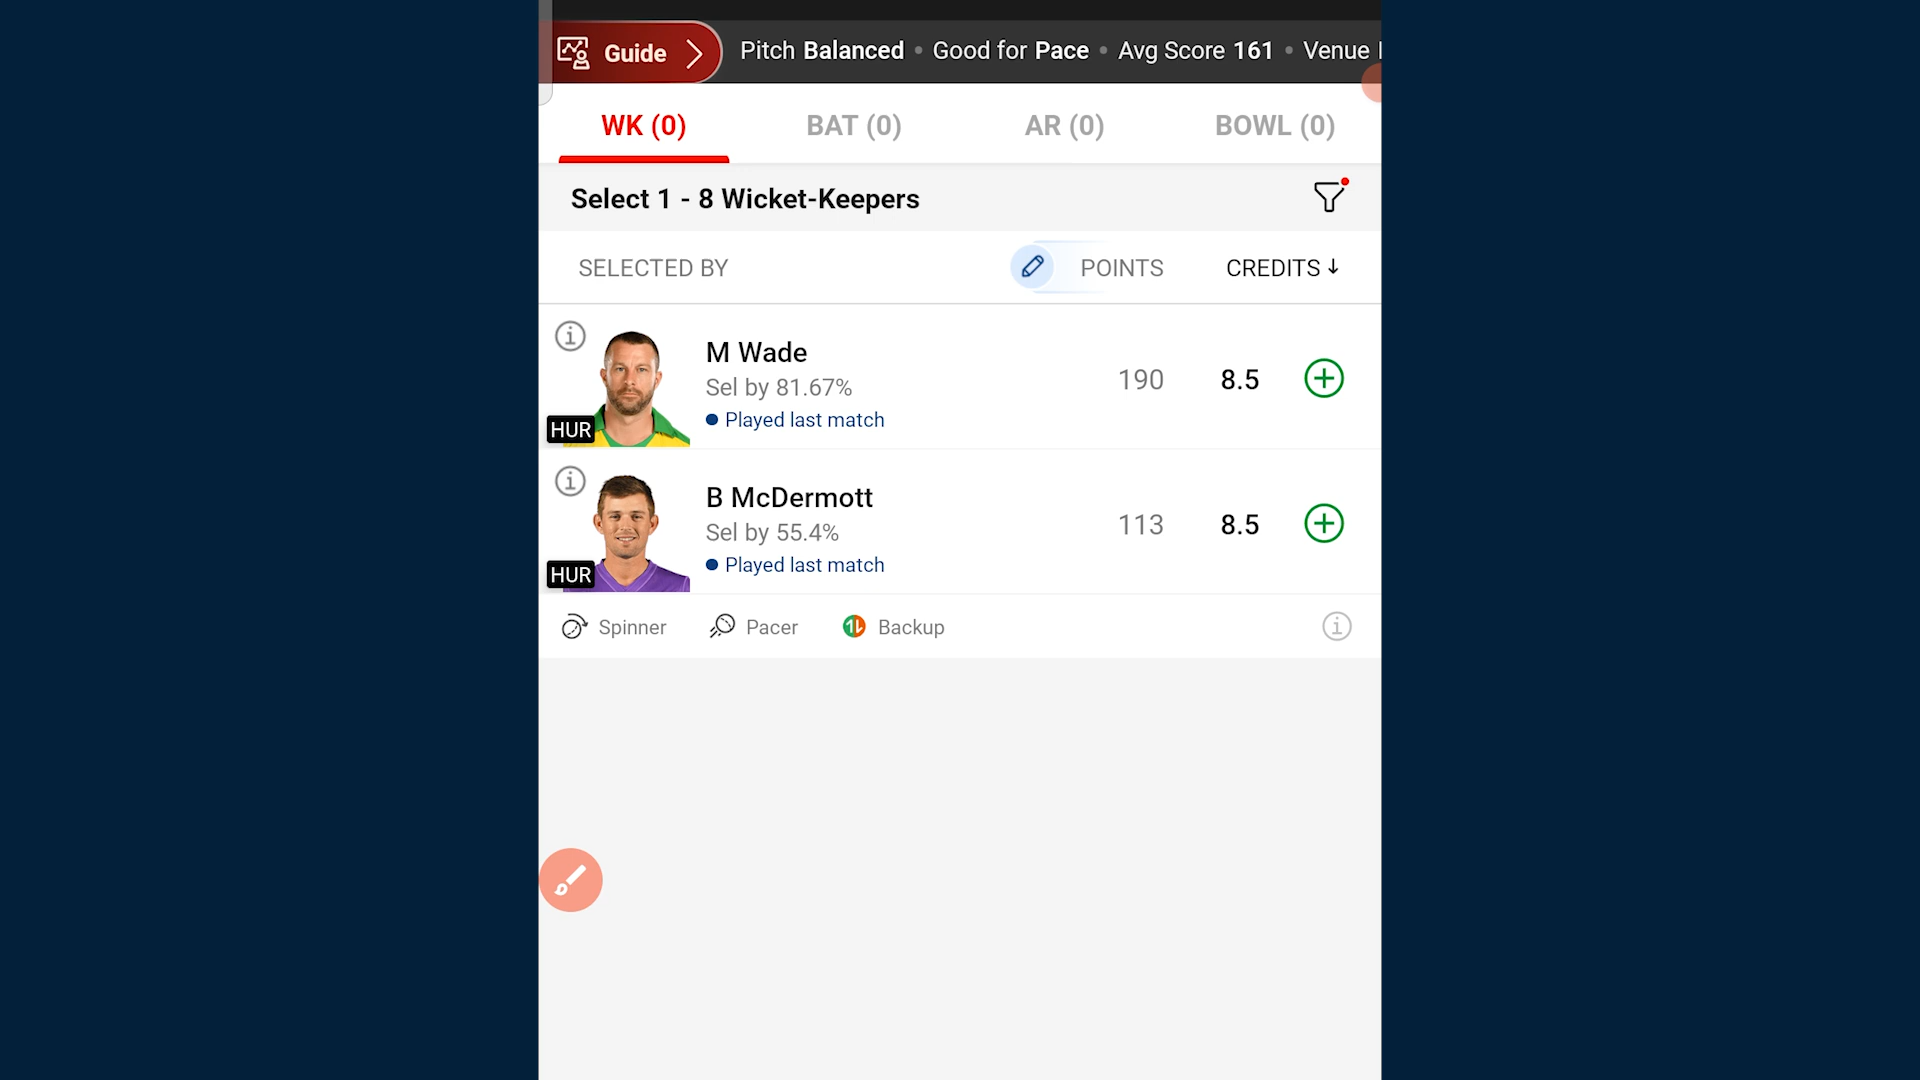 Guide
Pitch Balanced • Good for Pace • Avg Score 161 • Venue
WK (0) BAT (0) AR (0) BOWL (0)
Select 1 - 8 Wicket-Keepers
SELECTED BY POINTS CREDITS ↓
M Wade
Sel by 81.67%
190 8.5
Played last match
HUR
B McDermott
Sel by 55.4%
113 8.5
Played last match
HUR
Spinner Pacer Backup